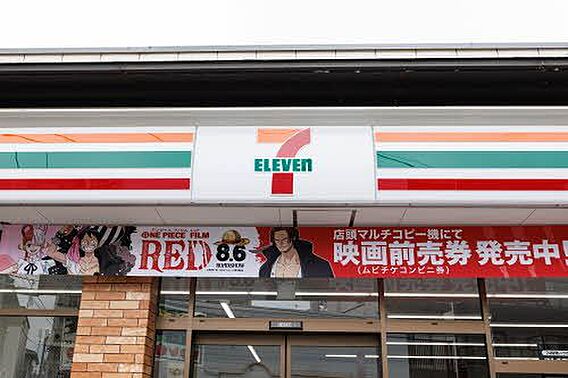 7
ELEVEn
ONE PIECE FILM
RED
8.6
店頭マルチコピー機にて
映画前売券発売中!
(ムビチケコンビニ券)